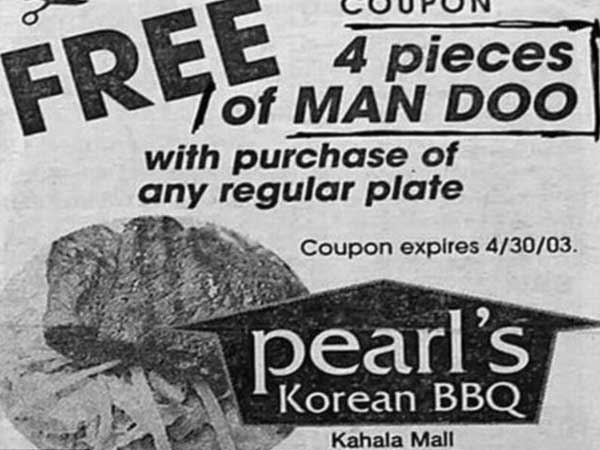 COUPON
FREE 4 pieces
of MAN DOO
with purchase of
any regular plate
Coupon expires 4/30/03.
pearl's
Korean BBQ
Kahala Mall